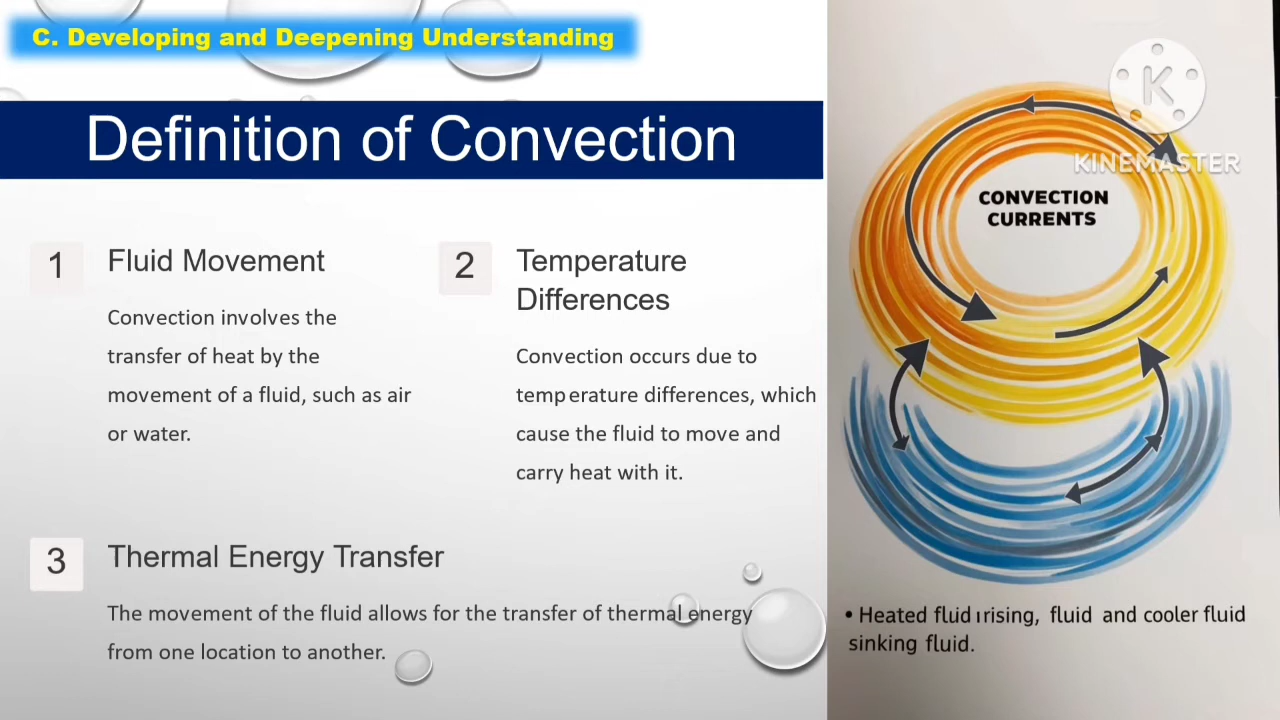 C. Developing and Deepening Understanding
Definition of Convection
1
Fluid Movement
Convection involves the
transfer of heat by the
movement of a fluid, such as air
or water.
2
Temperature
Differences
Convection occurs due to
temperature differences, which
cause the fluid to move and
carry heat with it.
3
Thermal Energy Transfer
The movement of the fluid allows for the transfer of thermal energy
from one location to another.
K
KINEMASTER
CONVECTION
CURRENTS
• Heated fluid rising, fluid and cooler fluid
sinking fluid.